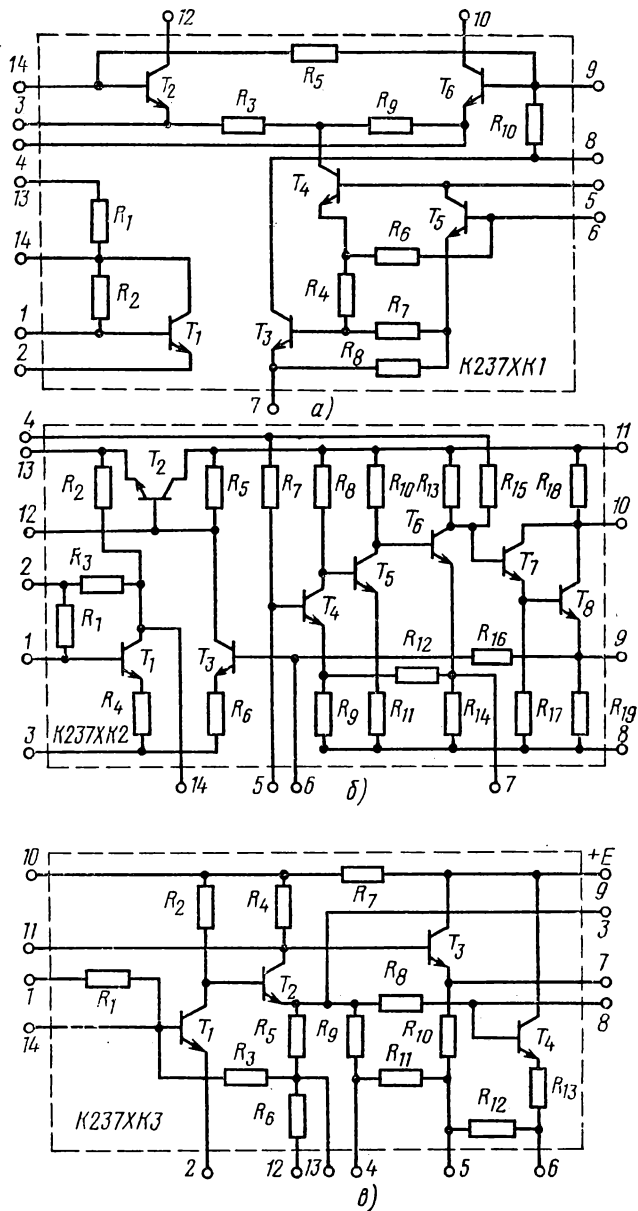 12 10
14 R5 9
T2 T6
3 R3 R9 R10
8
4 T4
13 5
R1 T5 6
14 R6
R2 R4
1 T1 T3 R7
2 R8
К237ХК1
7 а)
4 11
13 T2
R2 R5 R7 R8 R10 R13 R15 R18
12 T6 10
2 R3 T5 T7
R1 T4 T8
1 T1 T3 R12 R16 9
R4 R6 R9 R11 R14 R17 R19
3 К237ХК2 8
14 5 6 б) 7
10 +E
R2 R4 R7 9
3
11 T3
1 R1 T2 R8 7
14 T1 R5 R9 R10 T4 8
R3 R11 R13
К237ХК3 R6 R12
2 12 13 4 5 6
в)